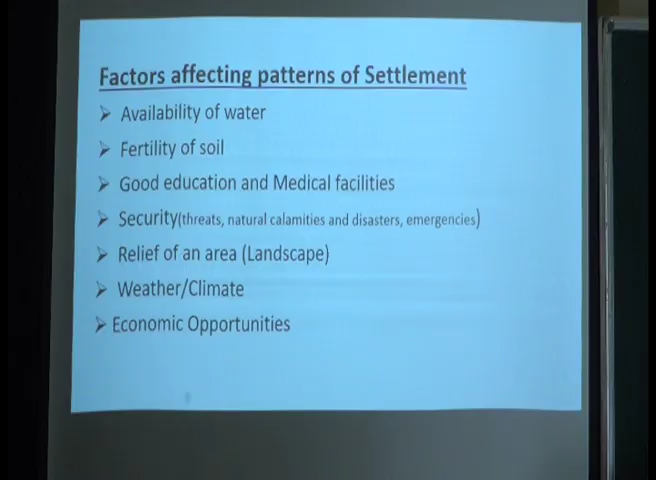 Factors affecting patterns of Settlement
➢ Availability of water
➢ Fertility of soil
➢ Good education and Medical facilities
➢ Security(threats, natural calamities and disasters, emergencies)
➢ Relief of an area (Landscape)
➢ Weather/Climate
➢ Economic Opportunities